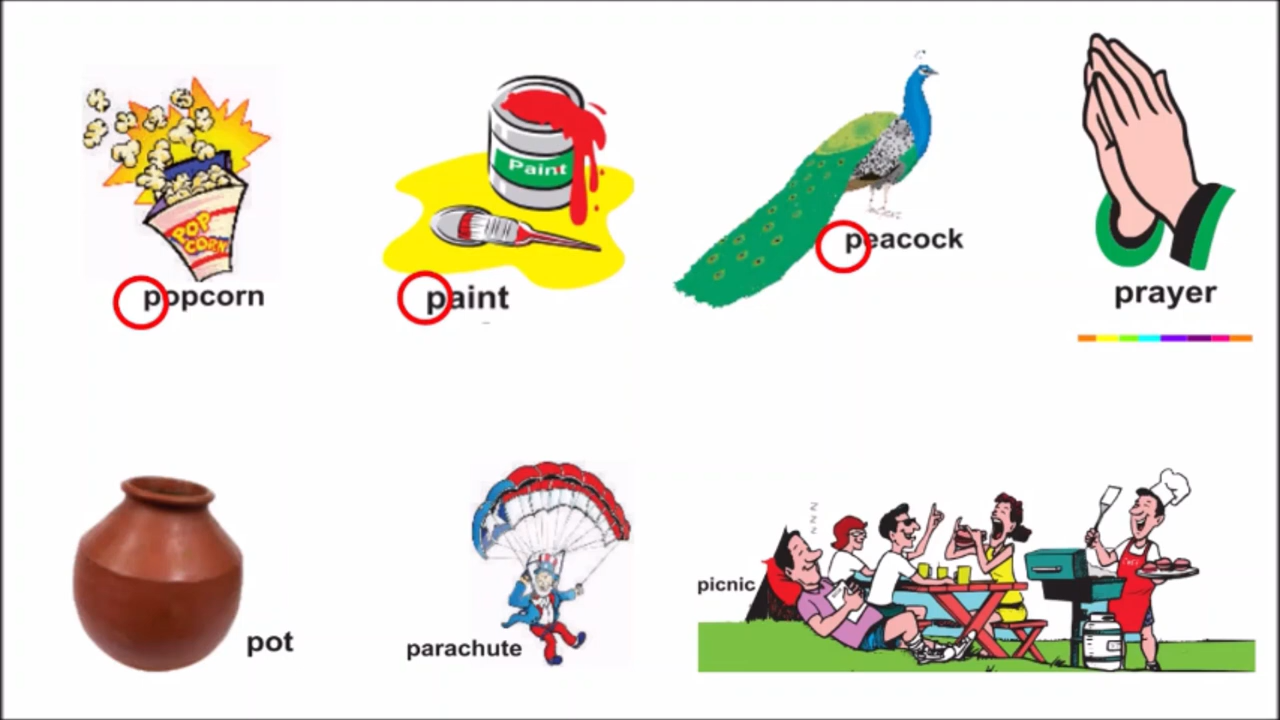 POP
CORN
popcorn
Paint
paint
peacock
prayer
pot
parachute
picnic
z
z
z